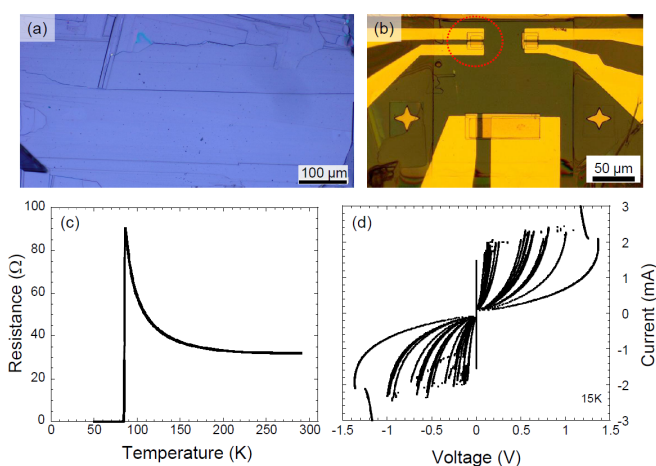 (a)
100 µm
(b)
50 µm
(c)
Resistance (Ω)
100
80
60
40
20
0
0 50 100 150 200 250 300
Temperature (K)
(d)
3
2
1
0
-1
-2
-3
Current (mA)
15K
-1.5 -1 -0.5 0 0.5 1 1.5
Voltage (V)